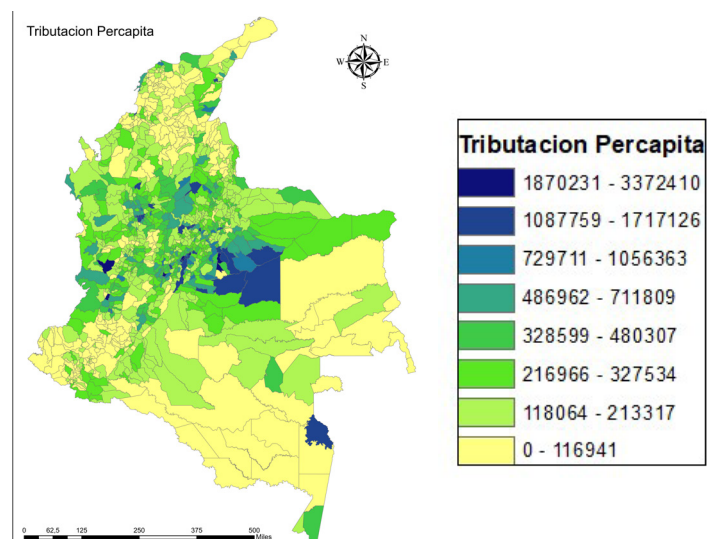 Tributacion Percapita
N
W E
S
Tributacion Percapita
1870231 - 3372410
1087759 - 1717126
729711 - 1056363
486962 - 711809
328599 - 480307
216966 - 327534
118064 - 213317
0 - 116941
0 62,5 125 250 375 500
Miles